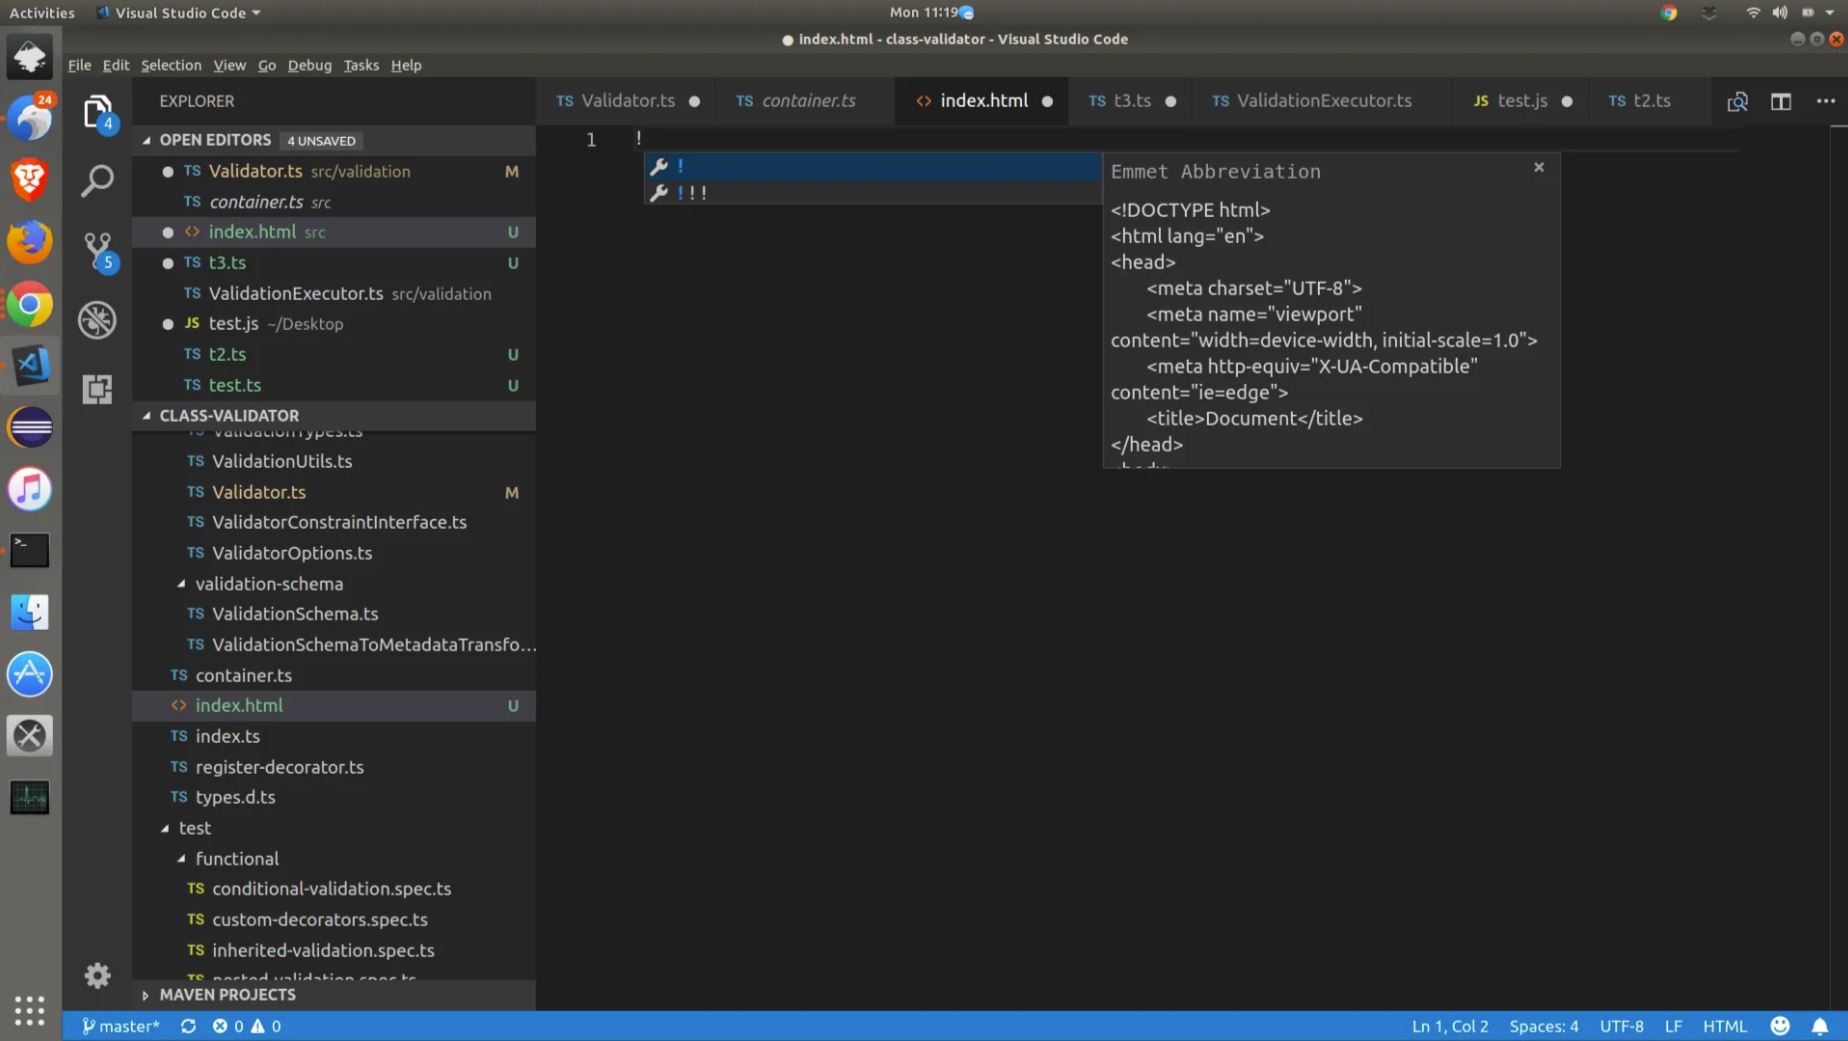 Activities
Visual Studio Code
Mon 11:19
● index.html - class-validator - Visual Studio Code
File Edit Selection View Go Debug Tasks Help
24
4
5
EXPLORER
OPEN EDITORS 4 UNSAVED
TS Validator.ts src/validation M
TS container.ts src
<> index.html src U
TS t3.ts U
TS ValidationExecutor.ts src/validation
JS test.js ~/Desktop
TS t2.ts U
TS test.ts U
CLASS-VALIDATOR
TS ValidationTypes.ts
TS ValidationUtils.ts
TS Validator.ts M
TS ValidatorConstraintInterface.ts
TS ValidatorOptions.ts
validation-schema
TS ValidationSchema.ts
TS ValidationSchemaToMetadataTransfo...
TS container.ts
<> index.html U
TS index.ts
TS register-decorator.ts
TS types.d.ts
test
functional
TS conditional-validation.spec.ts
TS custom-decorators.spec.ts
TS inherited-validation.spec.ts
TS nested-validation.spec.ts
MAVEN PROJECTS
TS Validator.ts ● TS container.ts <> index.html ● TS t3.ts ● TS ValidationExecutor.ts JS test.js ● TS t2.ts
1 !
!
!!!
Emmet Abbreviation
<!DOCTYPE html>
<html lang="en">
<head>
<meta charset="UTF-8">
<meta name="viewport"
content="width=device-width, initial-scale=1.0">
<meta http-equiv="X-UA-Compatible"
content="ie=edge">
<title>Document</title>
</head>
<body>
master* 0 0
Ln 1, Col 2 Spaces: 4 UTF-8 LF HTML